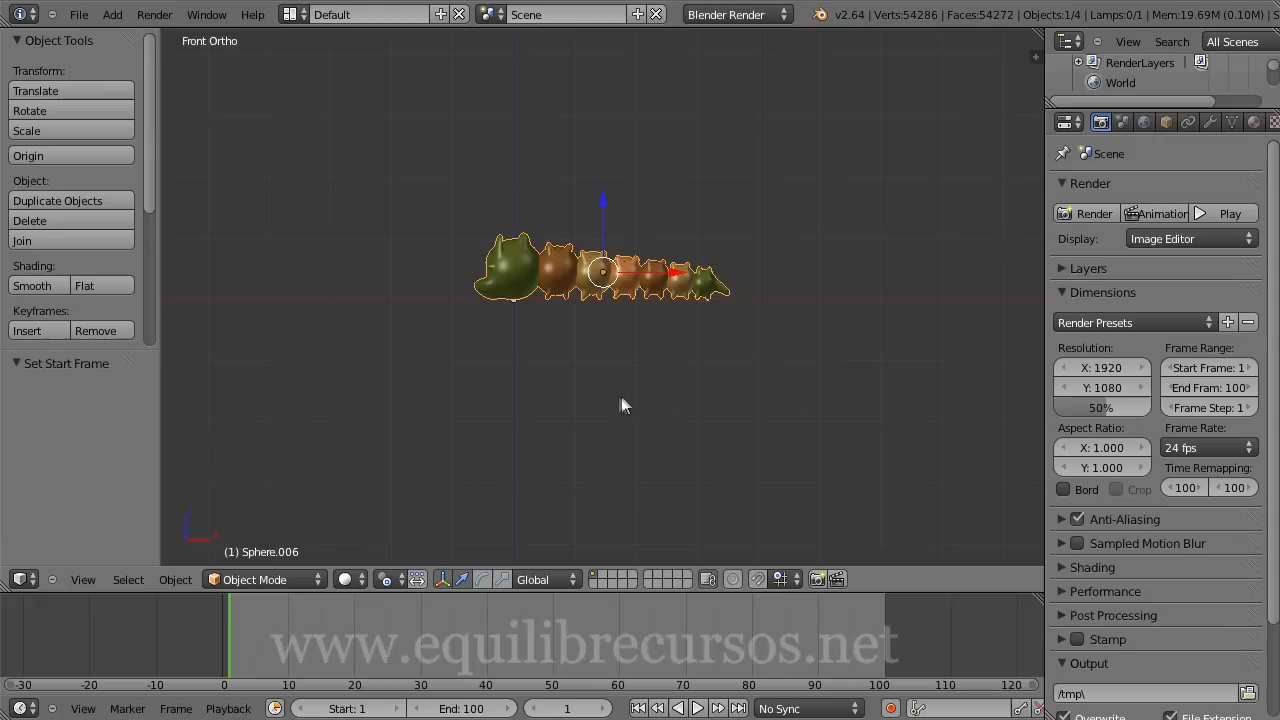 File Add Render Window Help Default Scene Blender Render v2.64 | Verts:54286 | Faces:54272 | Objects:1/4 | Lamps:0/1 | Mem:19.69M (0.10M) | S
Object Tools
Transform:
Translate
Rotate
Scale
Origin
Object:
Duplicate Objects
Delete
Join
Shading:
Smooth Flat
Keyframes:
Insert Remove
Set Start Frame
Front Ortho
(1) Sphere.006
View Select Object Object Mode Global
View Search All Scenes
RenderLayers
World
Scene
Render
Render Animation Play
Display: Image Editor
Layers
Dimensions
Render Presets
Resolution: Frame Range:
X: 1920 Start Frame: 1
Y: 1080 End Fram: 100
50% Frame Step: 1
Aspect Ratio: Frame Rate:
X: 1.000 24 fps
Y: 1.000 Time Remapping:
Bord Crop 100 100
Anti-Aliasing
Sampled Motion Blur
Shading
Performance
Post Processing
Stamp
Output
/tmp\
Overwrite File Extension
www.equilibrecursos.net
-30 -20 -10 0 10 20 30 40 50 60 70 80 90 100 110 120
View Marker Frame Playback Start: 1 End: 100 1 No Sync